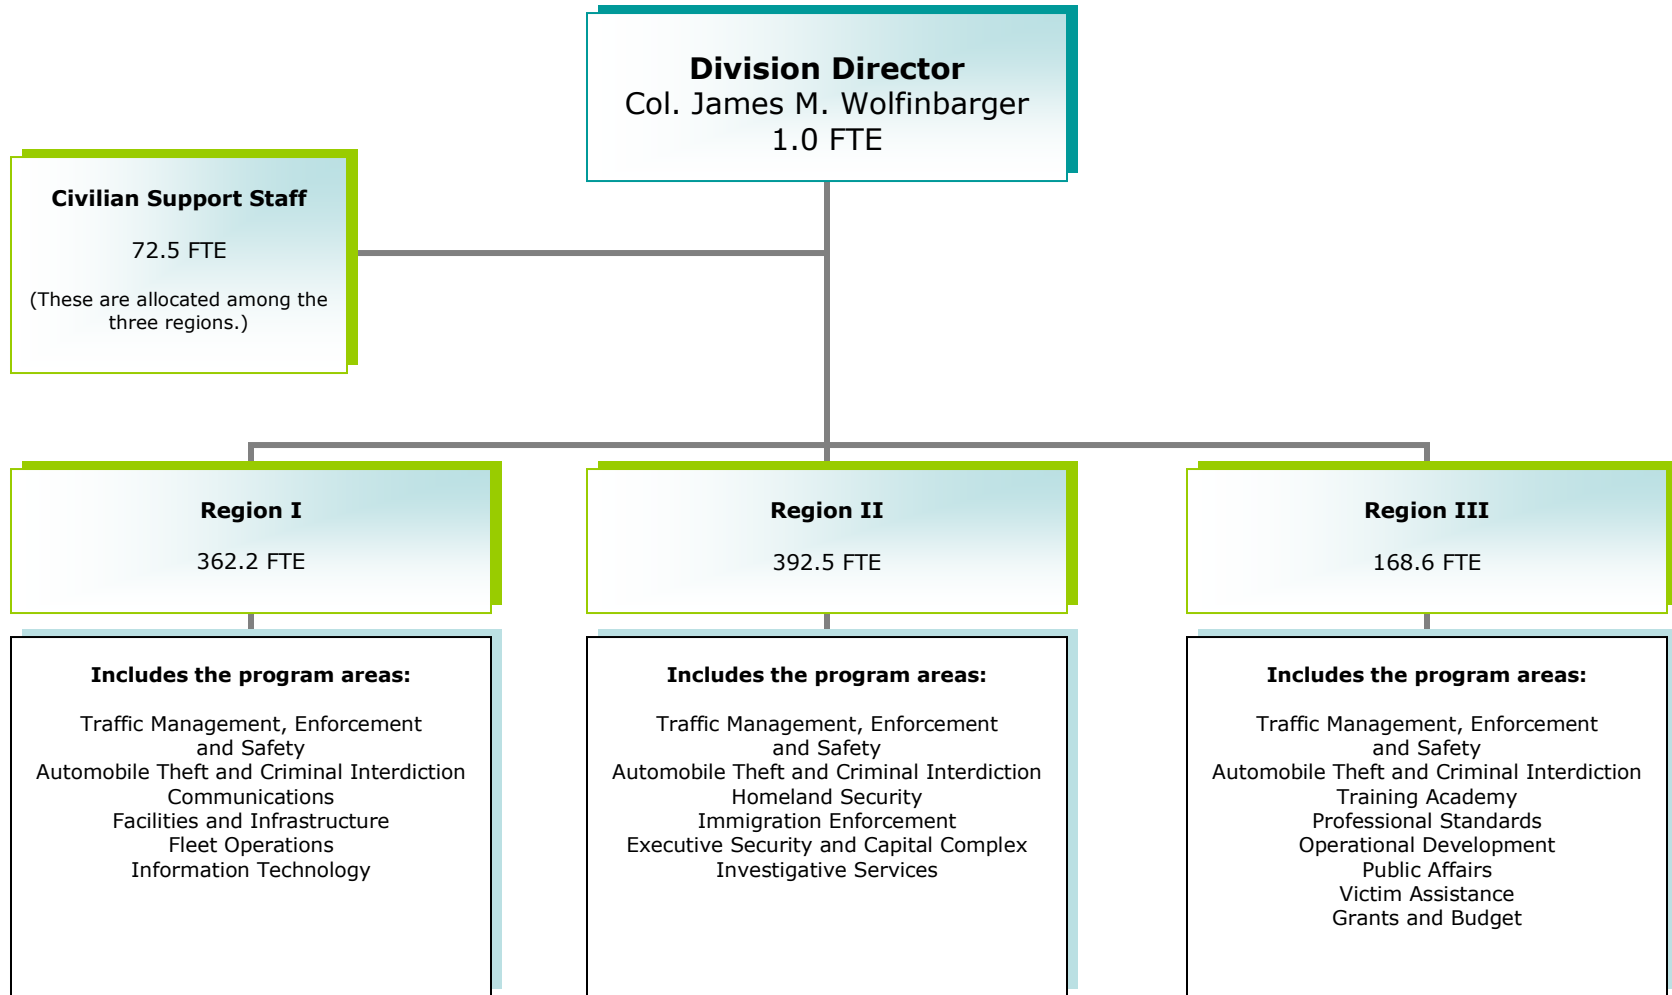 Division Director
Col. James M. Wolfinbarger
1.0 FTE
Civilian Support Staff
72.5 FTE
(These are allocated among the
three regions.)
Region I
362.2 FTE
Region II
392.5 FTE
Region III
168.6 FTE
Includes the program areas:
Traffic Management, Enforcement
and Safety
Automobile Theft and Criminal Interdiction
Communications
Facilities and Infrastructure
Fleet Operations
Information Technology
Includes the program areas:
Traffic Management, Enforcement
and Safety
Automobile Theft and Criminal Interdiction
Homeland Security
Immigration Enforcement
Executive Security and Capital Complex
Investigative Services
Includes the program areas:
Traffic Management, Enforcement
and Safety
Automobile Theft and Criminal Interdiction
Training Academy
Professional Standards
Operational Development
Public Affairs
Victim Assistance
Grants and Budget